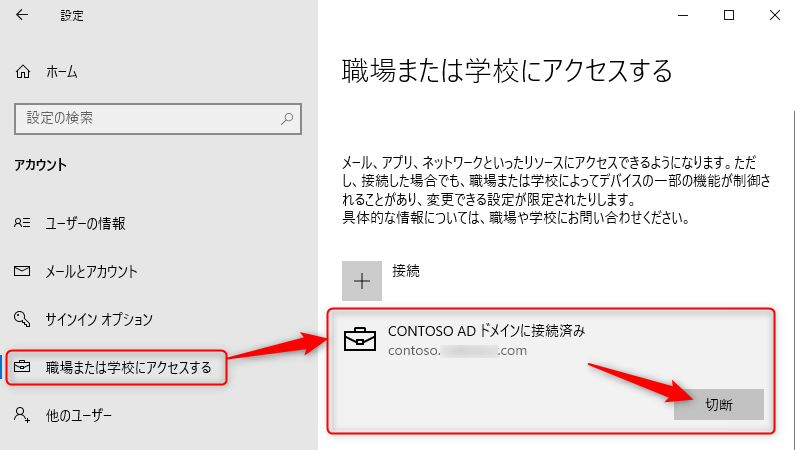 設定
ホーム
設定の検索
アカウント
ユーザーの情報
メールとアカウント
サインイン オプション
職場または学校にアクセスする
他のユーザー
職場または学校にアクセスする
メール、アプリ、ネットワークといったリソースにアクセスできるようになります。ただ
し、接続した場合でも、職場または学校によってデバイスの一部の機能が制御さ
れることがあり、変更できる設定が限定されたりします。
具体的な情報については、職場や学校にお問い合わせください。
接続
CONTOSO AD ドメインに接続済み
contoso. .com
切断